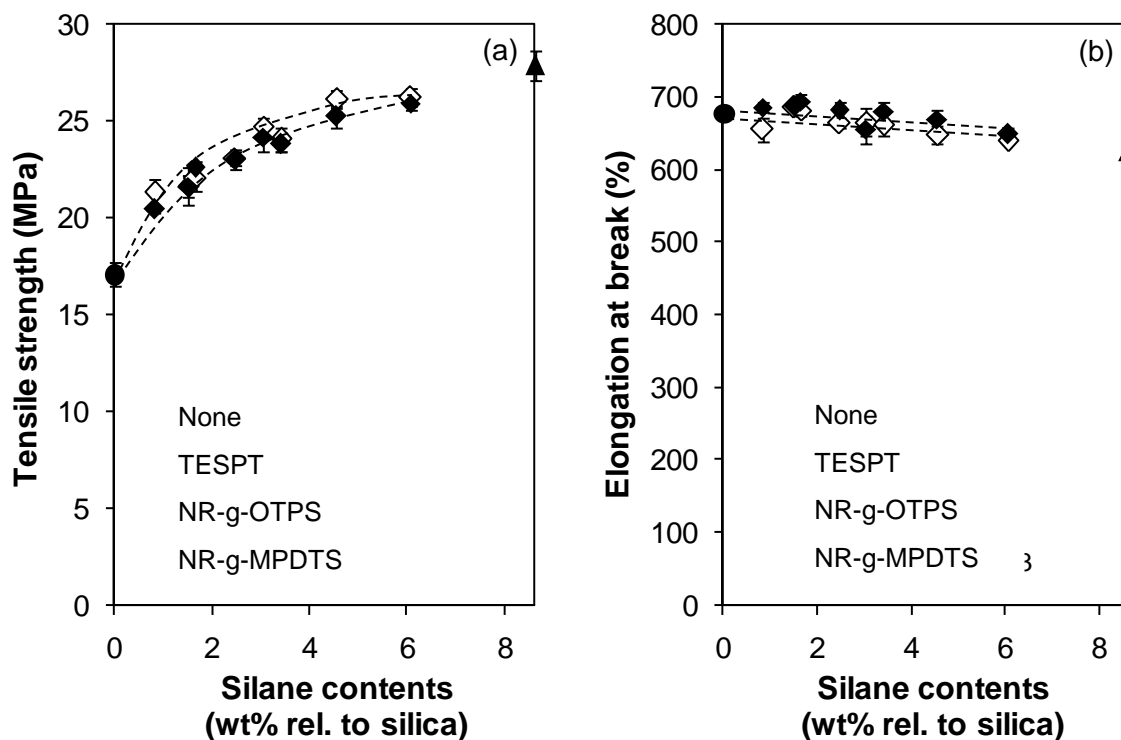 30
25
20
15
10
5
0
0 2 4 6 8
Tensile strength (MPa)
(a)
None
TESPT
NR-g-OTPS
NR-g-MPDTS
Silane contents
(wt% rel. to silica)
800
700
600
500
400
300
200
100
0
0 2 4 6 8
Elongation at break (%)
(b)
None
TESPT
NR-g-OTPS
NR-g-MPDTS
Silane contents
(wt% rel. to silica)